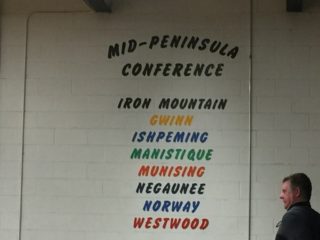 MID-PENINSULA
CONFERENCE
IRON MOUNTAIN
GWINN
ISHPEMING
MANISTIQUE
MUNISING
NEGAUNEE
NORWAY
WESTWOOD